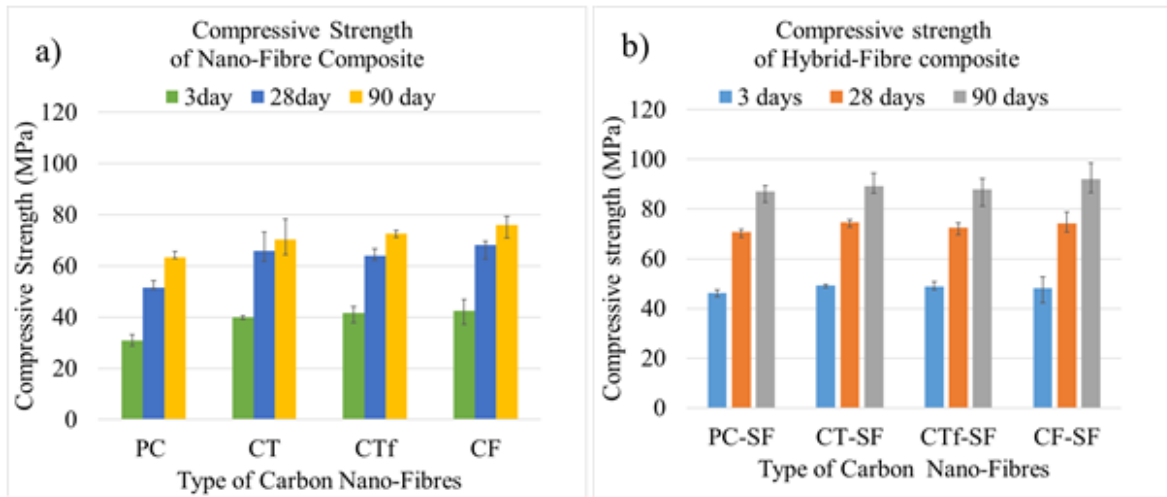 a)
Compressive Strength
of Nano-Fibre Composite
3day 28day 90 day
Compressive Strength (MPa)
120
100
80
60
40
20
0
PC CT CTf CF
Type of Carbon Nano-Fibres
b)
Compressive strength
of Hybrid-Fibre composite
3 days 28 days 90 days
Compressive strength (MPa)
120
100
80
60
40
20
0
PC-SF CT-SF CTf-SF CF-SF
Type of Carbon Nano-Fibres